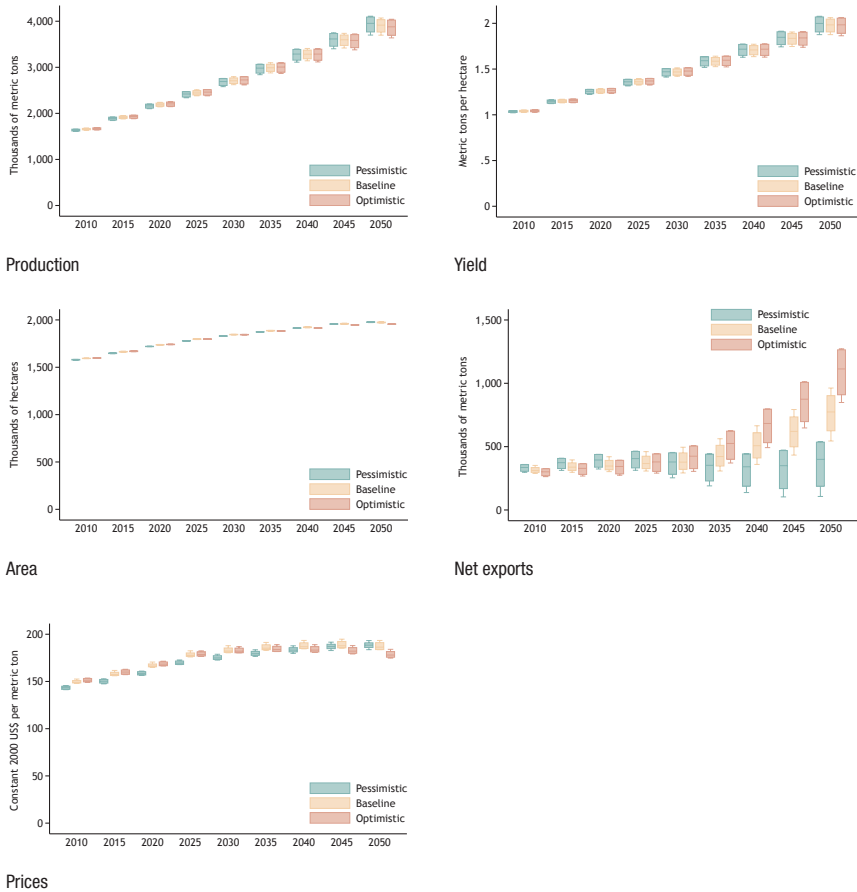 Thousands of metric tons
4,000
3,000
2,000
1,000
0
Pessimistic
Baseline
Optimistic
2010 2015 2020 2025 2030 2035 2040 2045 2050
Production
Metric tons per hectare
2
1.5
1
.5
0
Pessimistic
Baseline
Optimistic
2010 2015 2020 2025 2030 2035 2040 2045 2050
Yield
Thousands of hectares
2,000
1,500
1,000
500
0
Pessimistic
Baseline
Optimistic
2010 2015 2020 2025 2030 2035 2040 2045 2050
Area
Thousands of metric tons
1,500
1,000
500
0
Pessimistic
Baseline
Optimistic
2010 2015 2020 2025 2030 2035 2040 2045 2050
Net exports
Constant 2000 US$ per metric ton
200
150
100
50
0
Pessimistic
Baseline
Optimistic
2010 2015 2020 2025 2030 2035 2040 2045 2050
Prices